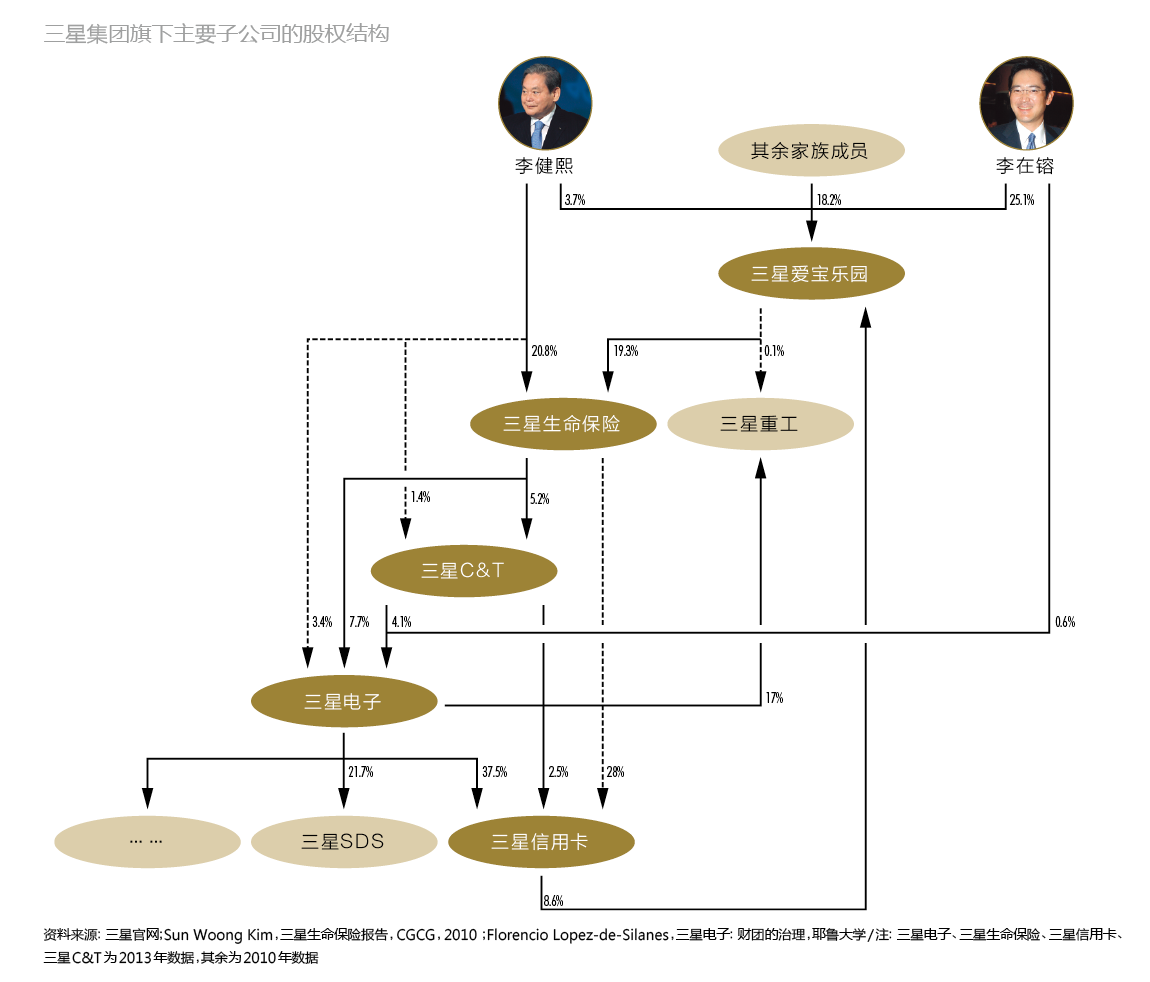 三星集团旗下主要子公司的股权结构
李健熙
其余家族成员
李在镕
3.7%
18.2%
25.1%
三星爱宝乐园
20.8%
19.3%
0.1%
三星生命保险
三星重工
1.4%
5.2%
三星C&T
3.4%
7.7%
4.1%
0.6%
三星电子
17%
21.7%
37.5%
2.5%
28%
... ...
三星SDS
三星信用卡
8.6%
资料来源: 三星官网;Sun Woong Kim,三星生命保险报告, CGCG, 2010 ;Florencio Lopez-de-Silanes,三星电子: 财团的治理,耶鲁大学/注: 三星电子、三星生命保险、三星信用卡、
三星C&T为2013年数据,其余为2010年数据